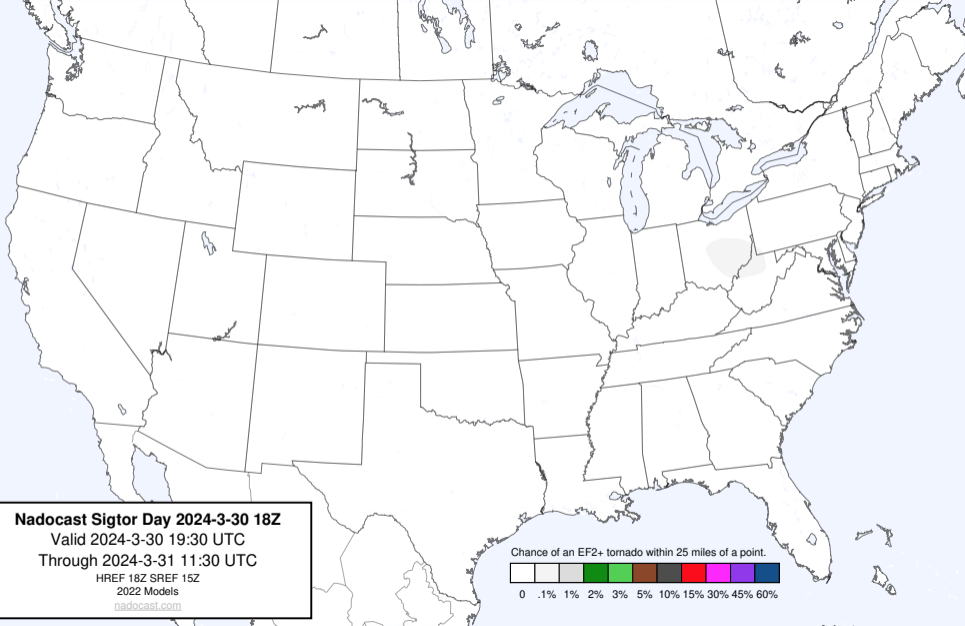 Nadocast Sigtor Day 2024-3-30 18Z
Valid 2024-3-30 19:30 UTC
Through 2024-3-31 11:30 UTC
HREF 18Z SREF 15Z
2022 Models
nadocast.com
Chance of an EF2+ tornado within 25 miles of a point.
0 .1% 1% 2% 3% 5% 10% 15% 30% 45% 60%